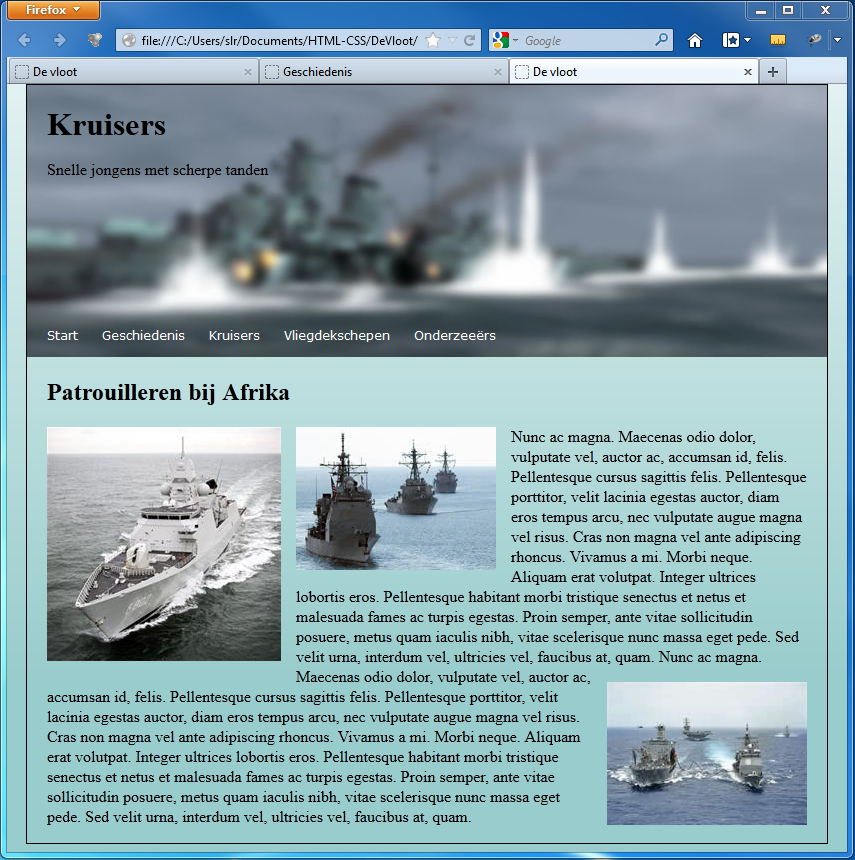 Firefox
file:///C:/Users/slr/Documents/HTML-CSS/DeVloot/
Google
De vloot
Geschiedenis
De vloot
Kruisers
Snelle jongens met scherpe tanden
Start Geschiedenis Kruisers Vliegdekschepen Onderzeeërs
Patrouilleren bij Afrika
Nunc ac magna. Maecenas odio dolor,
vulputate vel, auctor ac, accumsan id, felis.
Pellentesque cursus sagittis felis. Pellentesque
porttitor, velit lacinia egestas auctor, diam
eros tempus arcu, nec vulputate augue magna
vel risus. Cras non magna vel ante adipiscing
rhoncus. Vivamus a mi. Morbi neque.
Aliquam erat volutpat. Integer ultrices
lobortis eros. Pellentesque habitant morbi tristique senectus et netus et
malesuada fames ac turpis egestas. Proin semper, ante vitae sollicitudin
posuere, metus quam iaculis nibh, vitae scelerisque nunc massa eget pede. Sed
velit urna, interdum vel, ultricies vel, faucibus at, quam. Nunc ac magna.
Maecenas odio dolor, vulputate vel, auctor ac,
accumsan id, felis. Pellentesque cursus sagittis felis. Pellentesque porttitor, velit
lacinia egestas auctor, diam eros tempus arcu, nec vulputate augue magna vel risus.
Cras non magna vel ante adipiscing rhoncus. Vivamus a mi. Morbi neque. Aliquam
erat volutpat. Integer ultrices lobortis eros. Pellentesque habitant morbi tristique
senectus et netus et malesuada fames ac turpis egestas. Proin semper, ante vitae
sollicitudin posuere, metus quam iaculis nibh, vitae scelerisque nunc massa eget
pede. Sed velit urna, interdum vel, ultricies vel, faucibus at, quam.